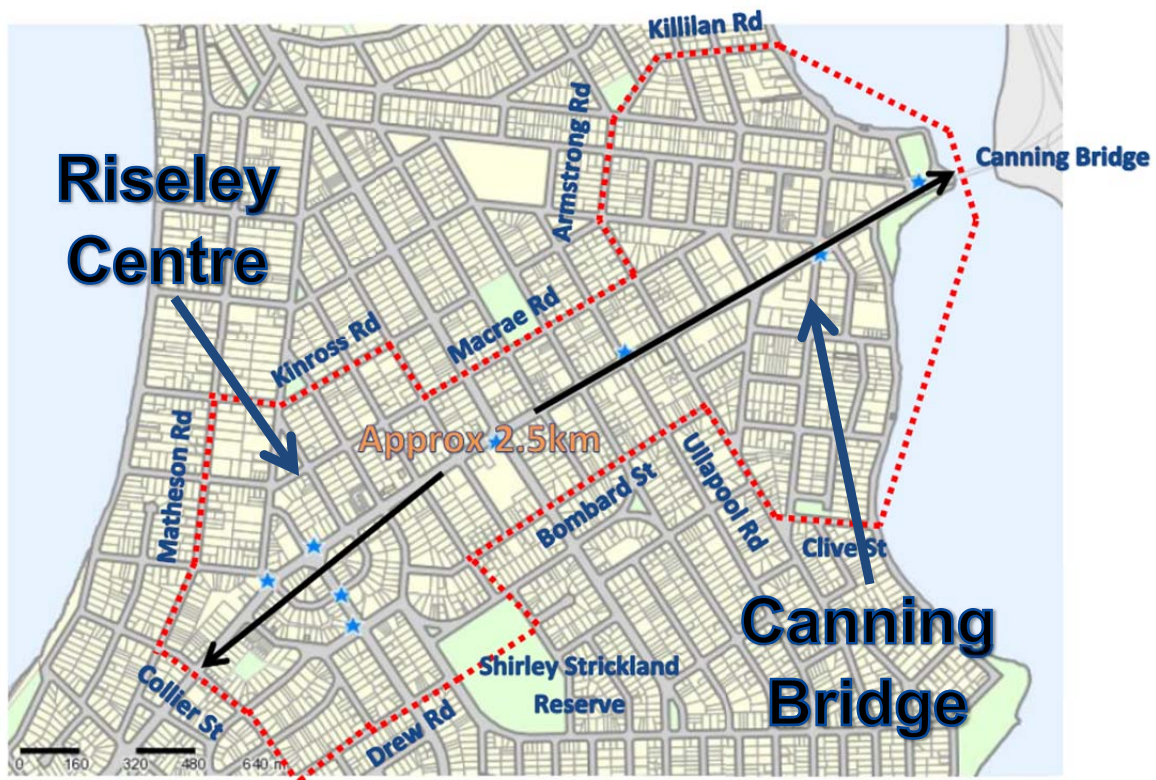 Killilan Rd
Armstrong Rd
Canning Bridge
Riseley
Centre
Kinross Rd
Macrae Rd
Matheson Rd
Approx 2.5km
Bombard St
Ullapool Rd
Clive St
Canning
Bridge
Shirley Strickland
Reserve
Collier St
Drew Rd
0 160 320 480 640 m